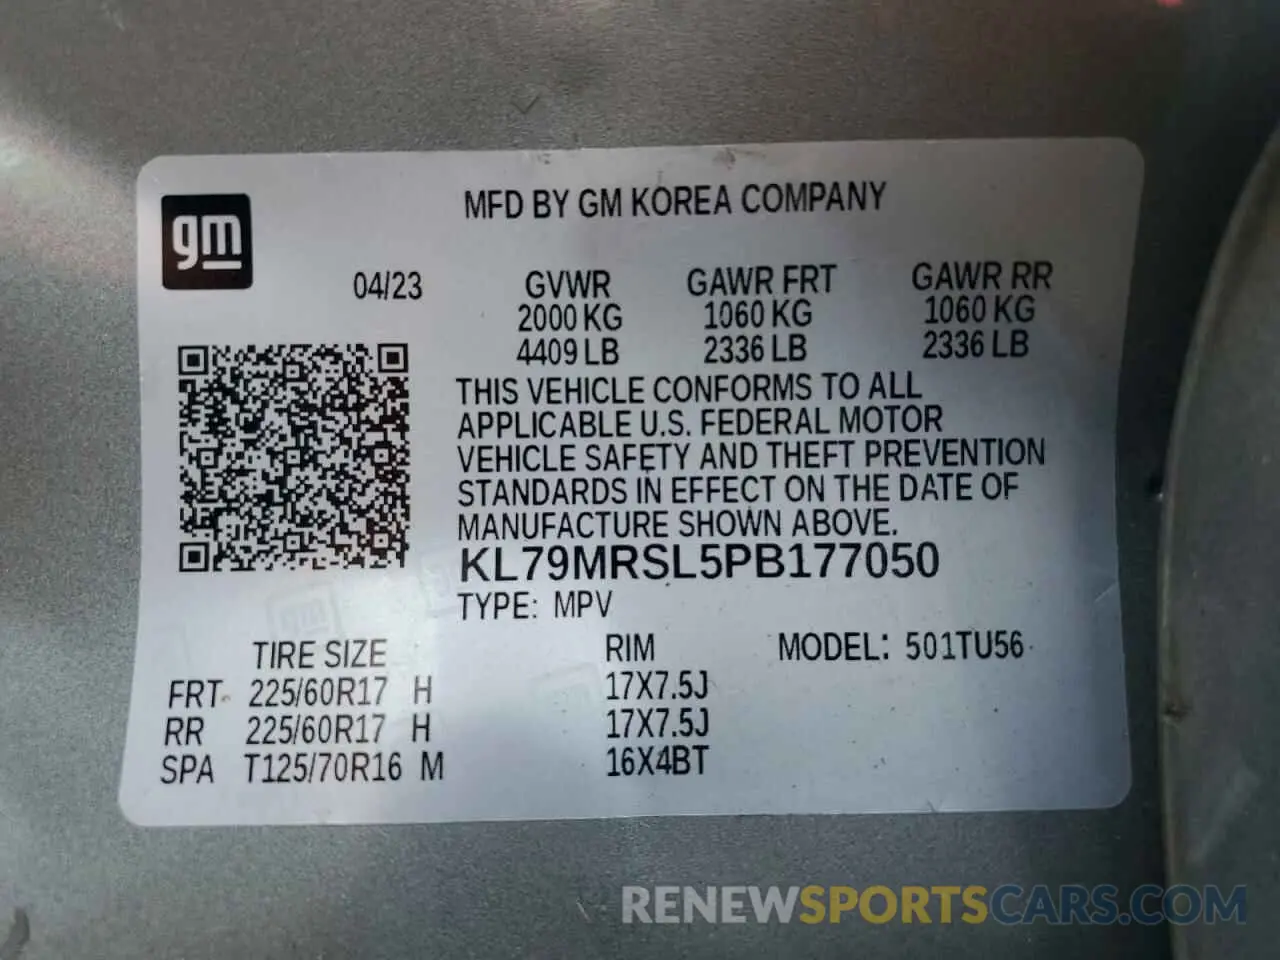 MFD BY GM KOREA COMPANY
gm
04/23 GVWR GAWR FRT GAWR RR
2000 KG 1060 KG 1060 KG
4409 LB 2336 LB 2336 LB
THIS VEHICLE CONFORMS TO ALL
APPLICABLE U.S. FEDERAL MOTOR
VEHICLE SAFETY AND THEFT PREVENTION
STANDARDS IN EFFECT ON THE DATE OF
MANUFACTURE SHOWN ABOVE.
KL79MRSL5PB177050
TYPE: MPV
TIRE SIZE RIM MODEL: 501TU56
FRT 225/60R17 H 17X7.5J
RR 225/60R17 H 17X7.5J
SPA T125/70R16 M 16X4BT
RENEWSPORTSCARS.COM